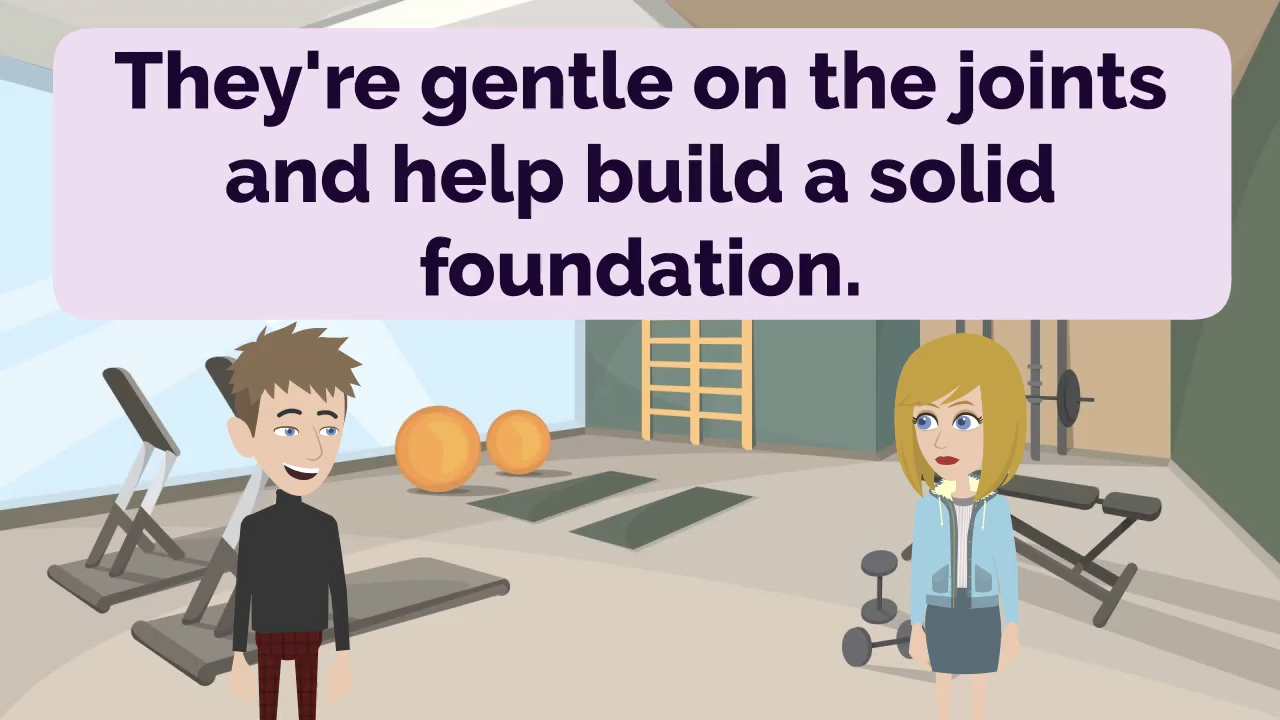 They're gentle on the joints
and help build a solid
foundation.